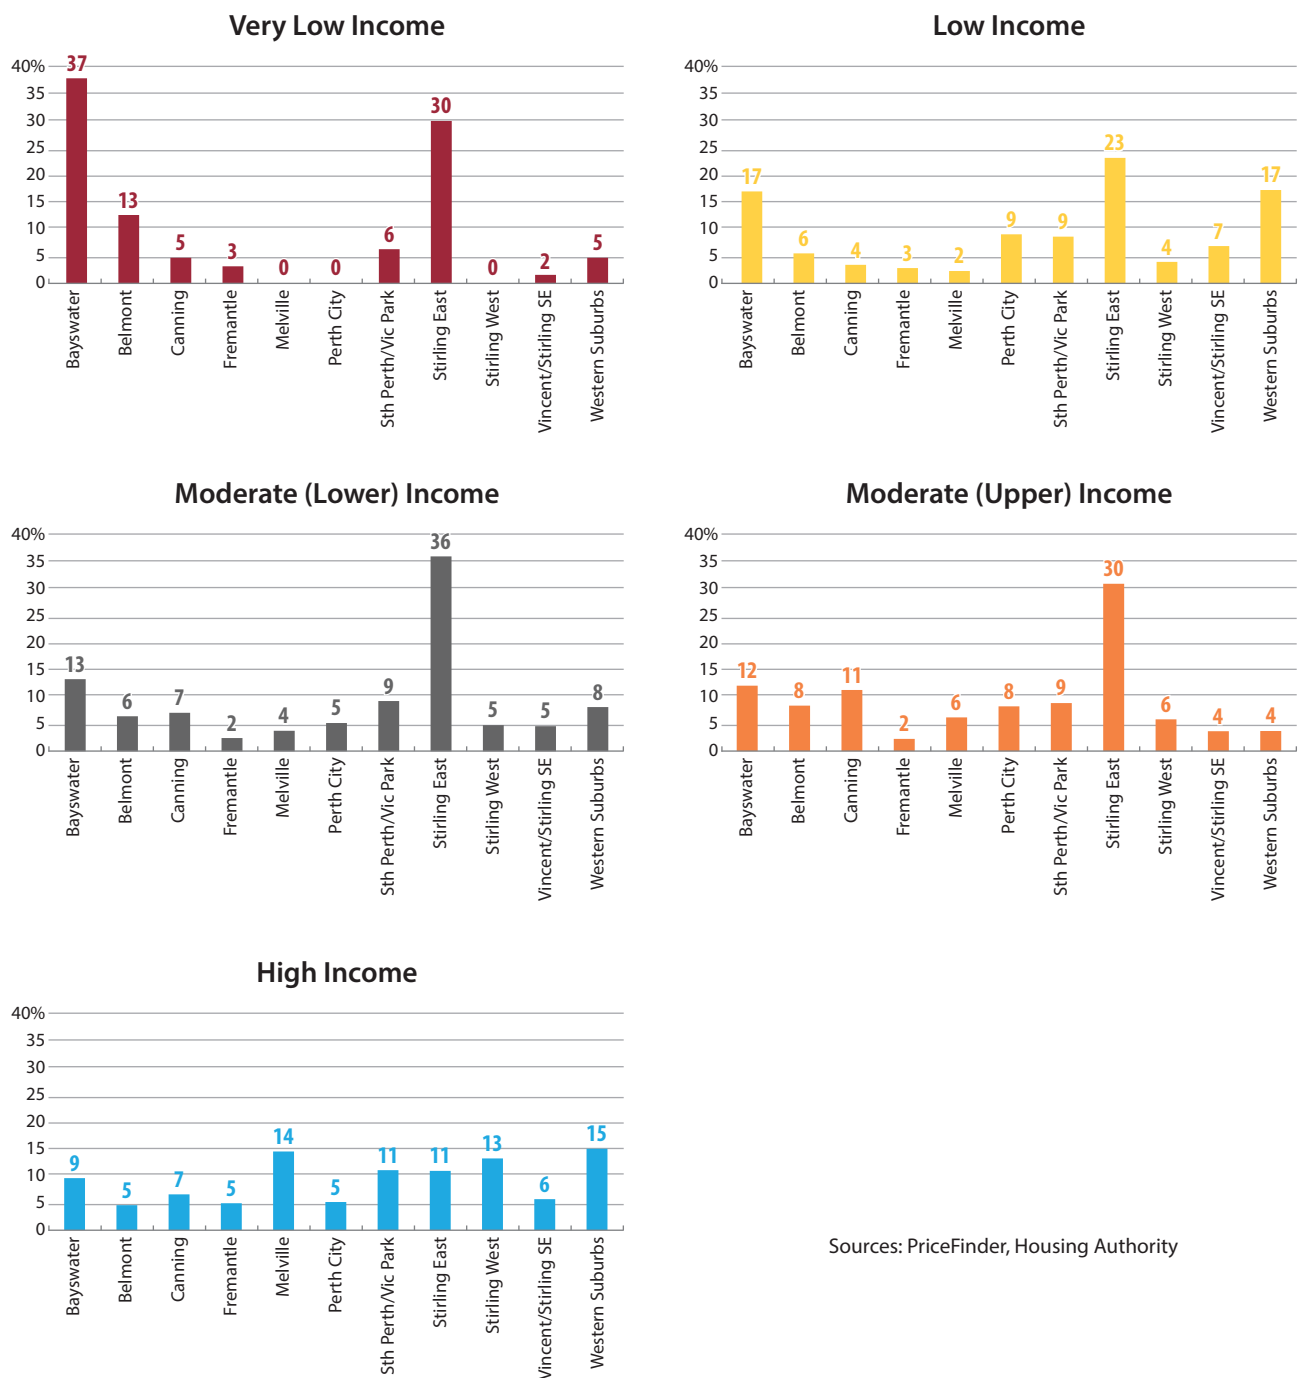 Very Low Income
40%
35
30
25
20
15
10
5
0
37
13
5
3
0
0
6
30
0
2
5
Bayswater
Belmont
Canning
Fremantle
Melville
Perth City
Sth Perth/Vic Park
Stirling East
Stirling West
Vincent/Stirling SE
Western Suburbs
Low Income
40%
35
30
25
20
15
10
5
0
17
6
4
3
2
9
9
23
4
7
17
Bayswater
Belmont
Canning
Fremantle
Melville
Perth City
Sth Perth/Vic Park
Stirling East
Stirling West
Vincent/Stirling SE
Western Suburbs
Moderate (Lower) Income
40%
35
30
25
20
15
10
5
0
13
6
7
2
4
5
9
36
5
5
8
Bayswater
Belmont
Canning
Fremantle
Melville
Perth City
Sth Perth/Vic Park
Stirling East
Stirling West
Vincent/Stirling SE
Western Suburbs
Moderate (Upper) Income
40%
35
30
25
20
15
10
5
0
12
8
11
2
6
8
9
30
6
4
4
Bayswater
Belmont
Canning
Fremantle
Melville
Perth City
Sth Perth/Vic Park
Stirling East
Stirling West
Vincent/Stirling SE
Western Suburbs
High Income
40%
35
30
25
20
15
10
5
0
9
5
7
5
14
5
11
11
13
6
15
Bayswater
Belmont
Canning
Fremantle
Melville
Perth City
Sth Perth/Vic Park
Stirling East
Stirling West
Vincent/Stirling SE
Western Suburbs
Sources: PriceFinder, Housing Authority